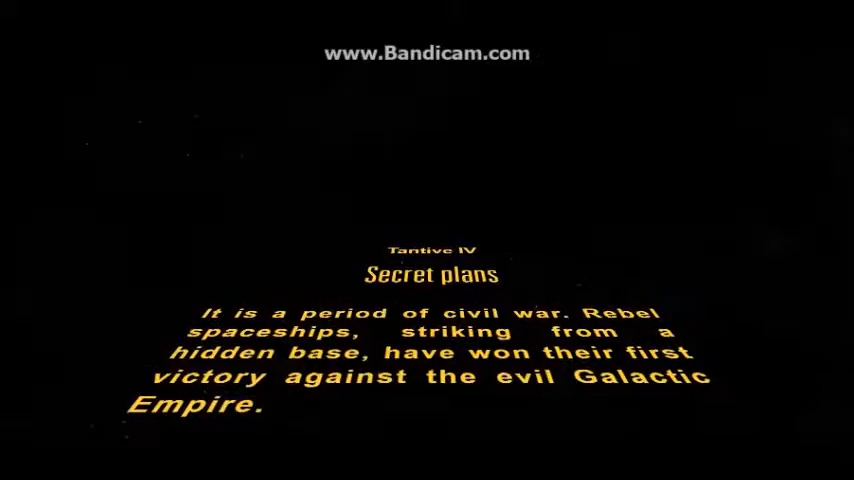 www.Bandicam.com
Tantive IV
Secret plans
It is a period of civil war. Rebel
spaceships, striking from a
hidden base, have won their first
victory against the evil Galactic
Empire.